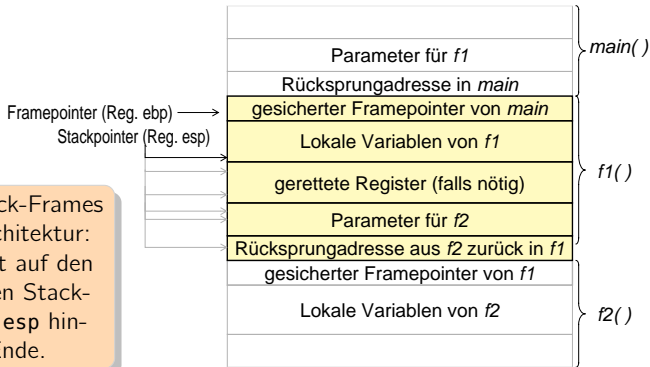 Parameter für f1
main( )
Rücksprungadresse in main
Framepointer (Reg. ebp)
gesicherter Framepointer von main
Stackpointer (Reg. esp)
Lokale Variablen von f1
gerettete Register (falls nötig)
f1( )
Parameter für f2
Rücksprungadresse aus f2 zurück in f1
gesicherter Framepointer von f1
Lokale Variablen von f2
f2( )
ck-Frames
chitektur:
t auf den
en Stack-
esp hin-
Ende.